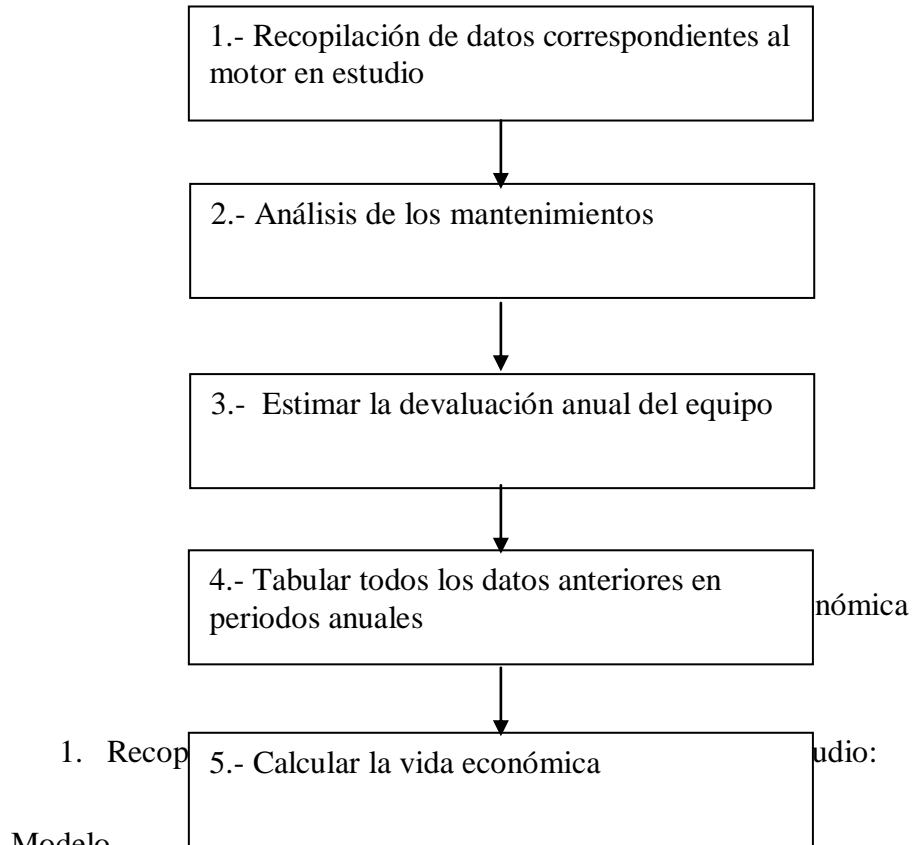 1.- Recopilación de datos correspondientes al
motor en estudio
2.- Análisis de los mantenimientos
3.- Estimar la devaluación anual del equipo
4.- Tabular todos los datos anteriores en
periodos anuales
nómica
1. Recop
udio:
5.- Calcular la vida económica
Modelo